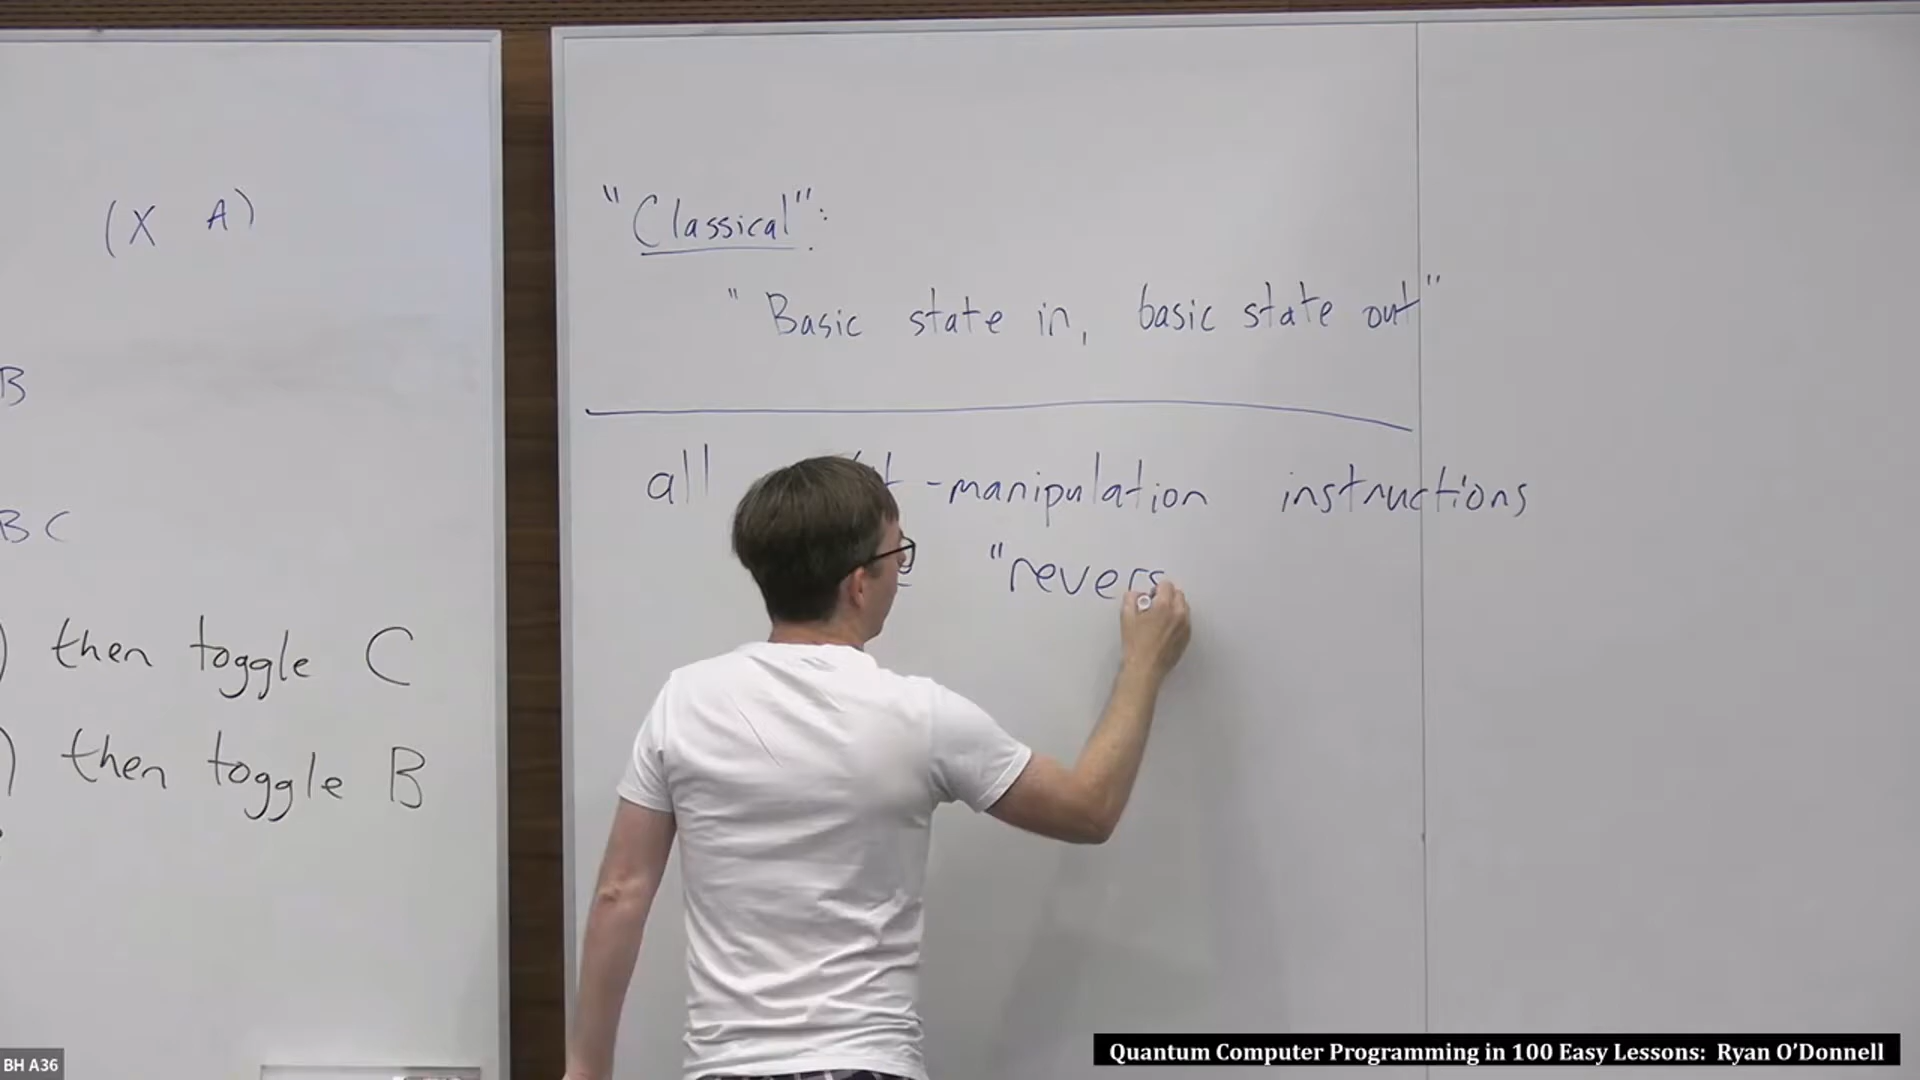 (X A)
B
BC
) then toggle C
) then toggle B
"Classical":
"Basic state in, basic state out"
all -manipulation instructions
"revers
BH A36
Quantum Computer Programming in 100 Easy Lessons: Ryan O'Donnell